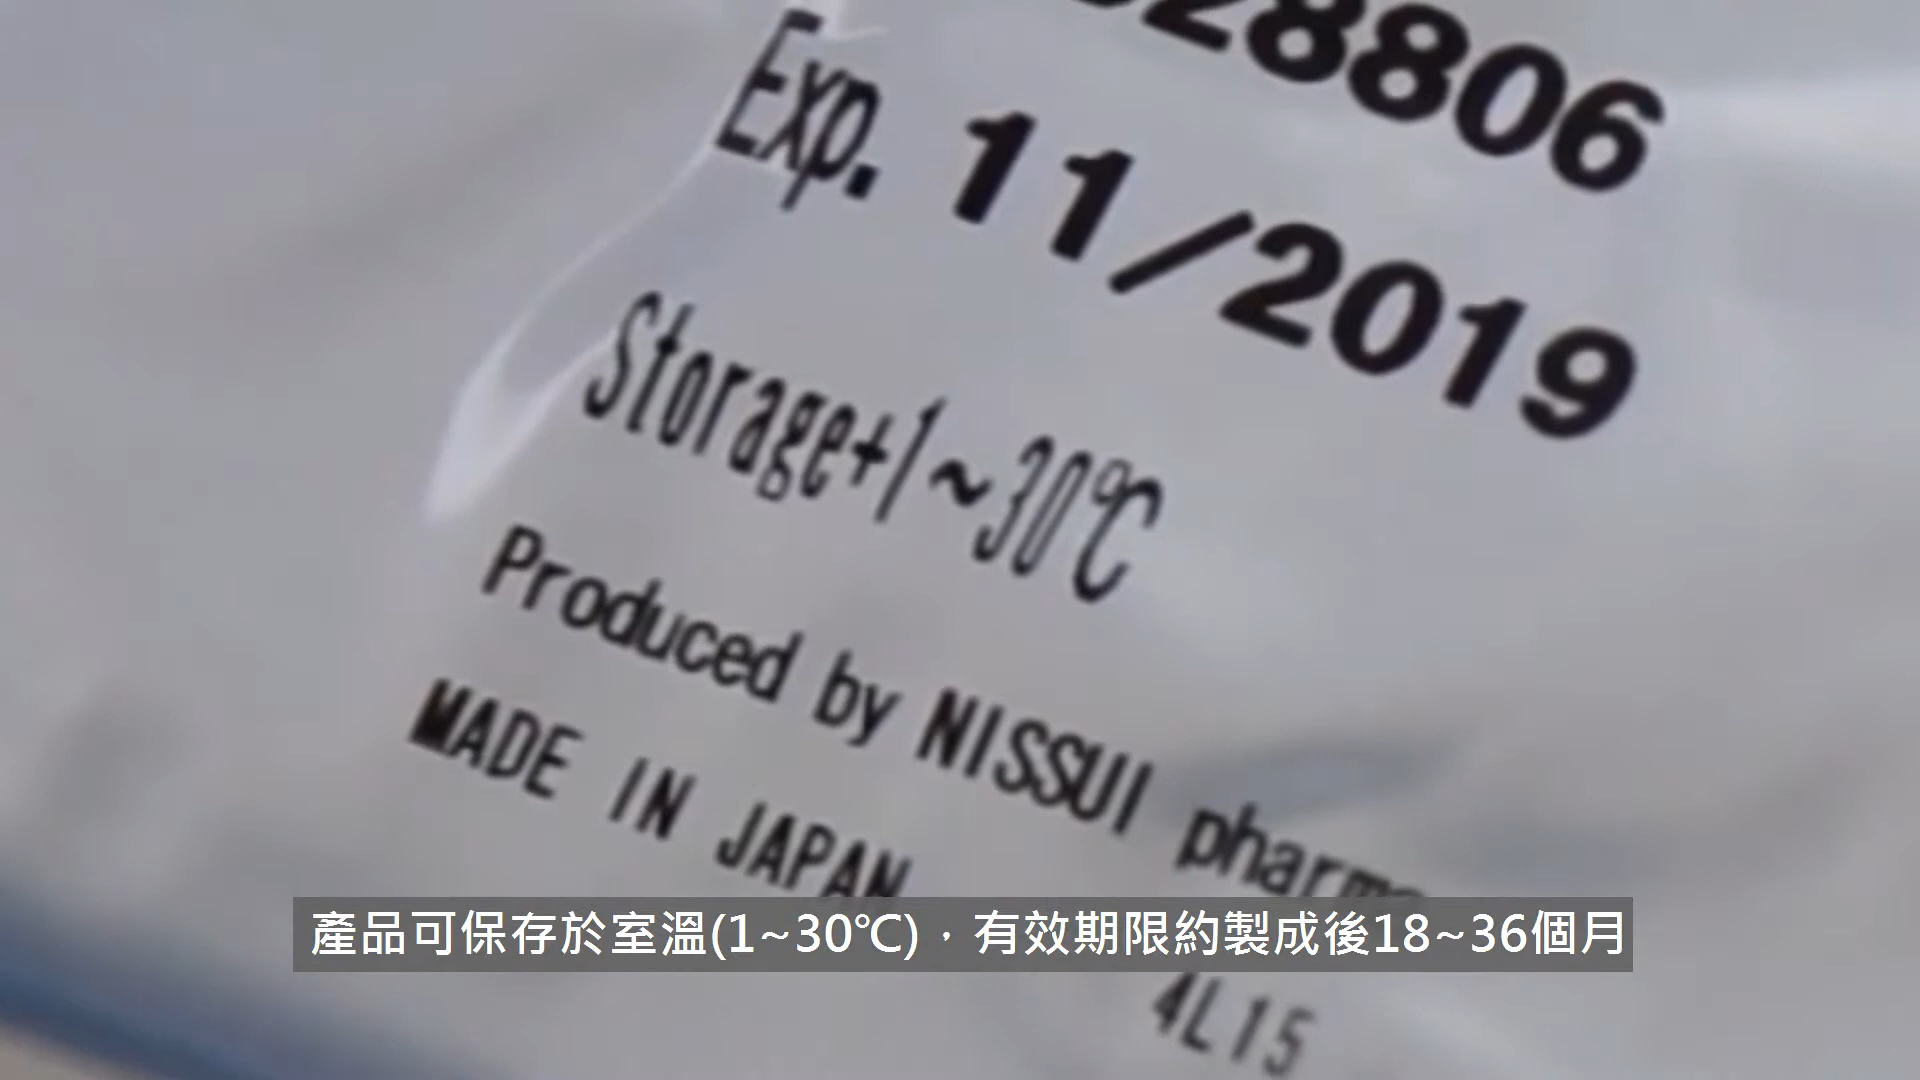 28806
Exp. 11/2019
Storage+1~30℃
Produced by NISSUI pharma
MADE IN JAPAN
產品可保存於室溫(1~30℃)，有效期限約製成後18~36個月
4L15